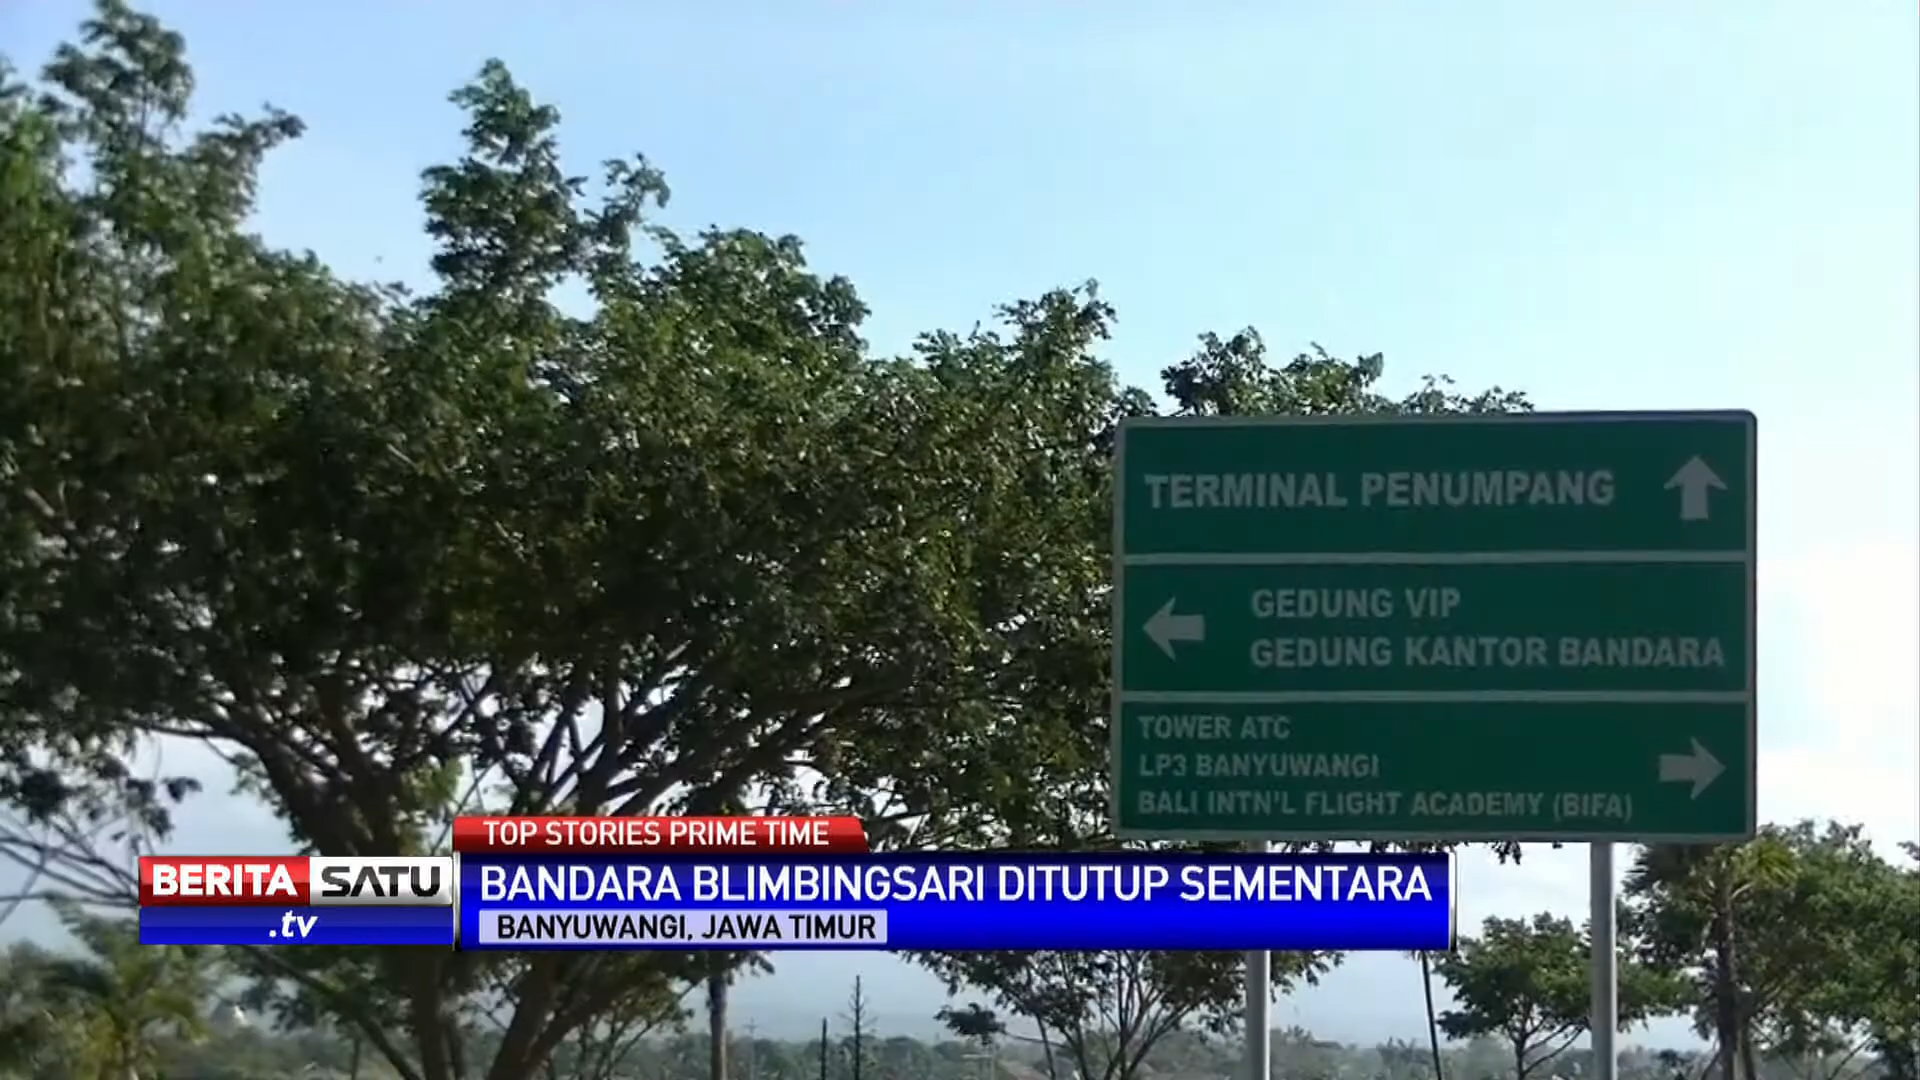 TERMINAL PENUMPANG
GEDUNG VIP
GEDUNG KANTOR BANDARA
TOWER ATC
LP3 BANYUWANGI
BALI INTN'L FLIGHT ACADEMY (BIFA)
TOP STORIES PRIME TIME
BERITA SATU
.tv
BANDARA BLIMBINGSARI DITUTUP SEMENTARA
BANYUWANGI, JAWA TIMUR